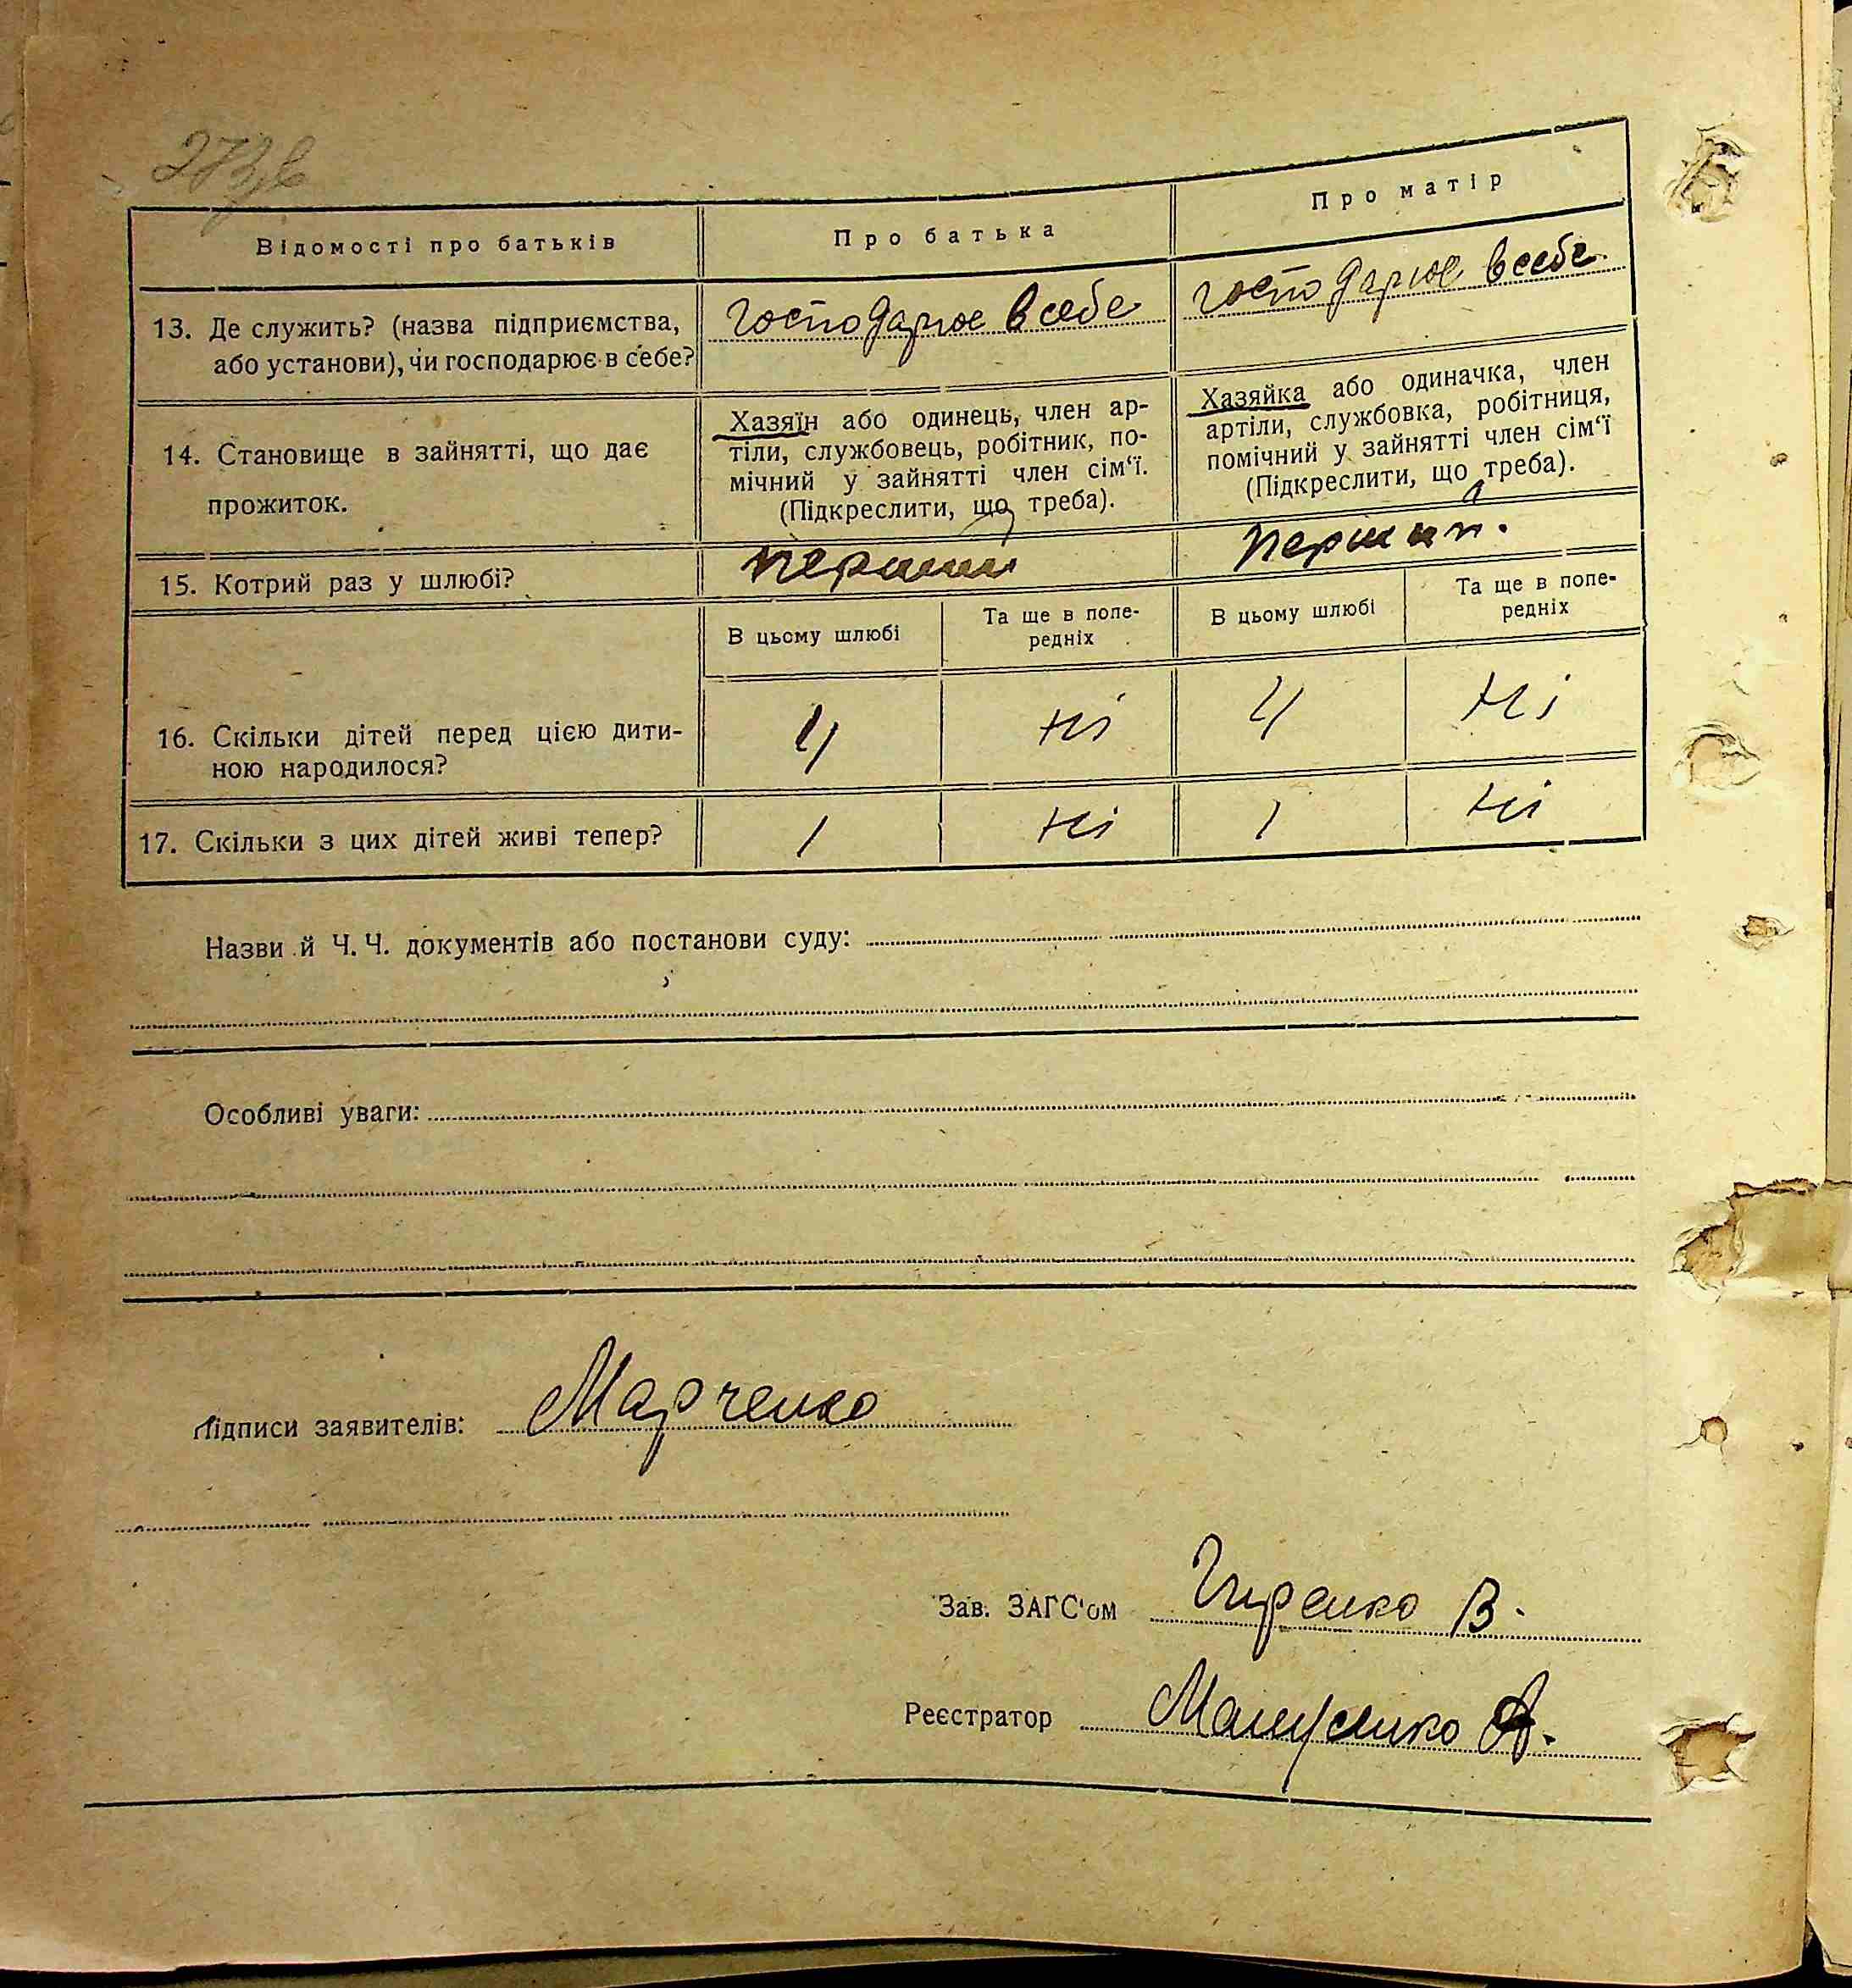 273в
Відомості про батьків
Про батька
Про матір
13. Де служить? (назва підприємства,
або установи), чи господарює в себе?
господарює в себе
господарює в себе.
14. Становище в зайнятті, що дає
прожиток.
Хазяїн або одинець, член ар-
тіли, службовець, робітник, по-
мічний у зайнятті член сім'ї.
(Підкреслити, що треба).
Хазяйка або одиначка, член
артіли, службовка, робітниця,
помічний у зайнятті член сім'ї
(Підкреслити, що треба).
15. Котрий раз у шлюбі?
перший
перший.
В цьому шлюбі
Та ще в попе-
редніх
В цьому шлюбі
Та ще в попе-
редніх
16. Скільки дітей перед цією дити-
ною народилося?
4 ні 4 ні
17. Скільки з цих дітей живі тепер?
1 ні 1 ні
Назви й Ч. Ч. документів або постанови суду:
Особливі уваги:
Підписи заявителів: Марченко
Зав. ЗАГС'ом Гиренко В.
Реєстратор А.